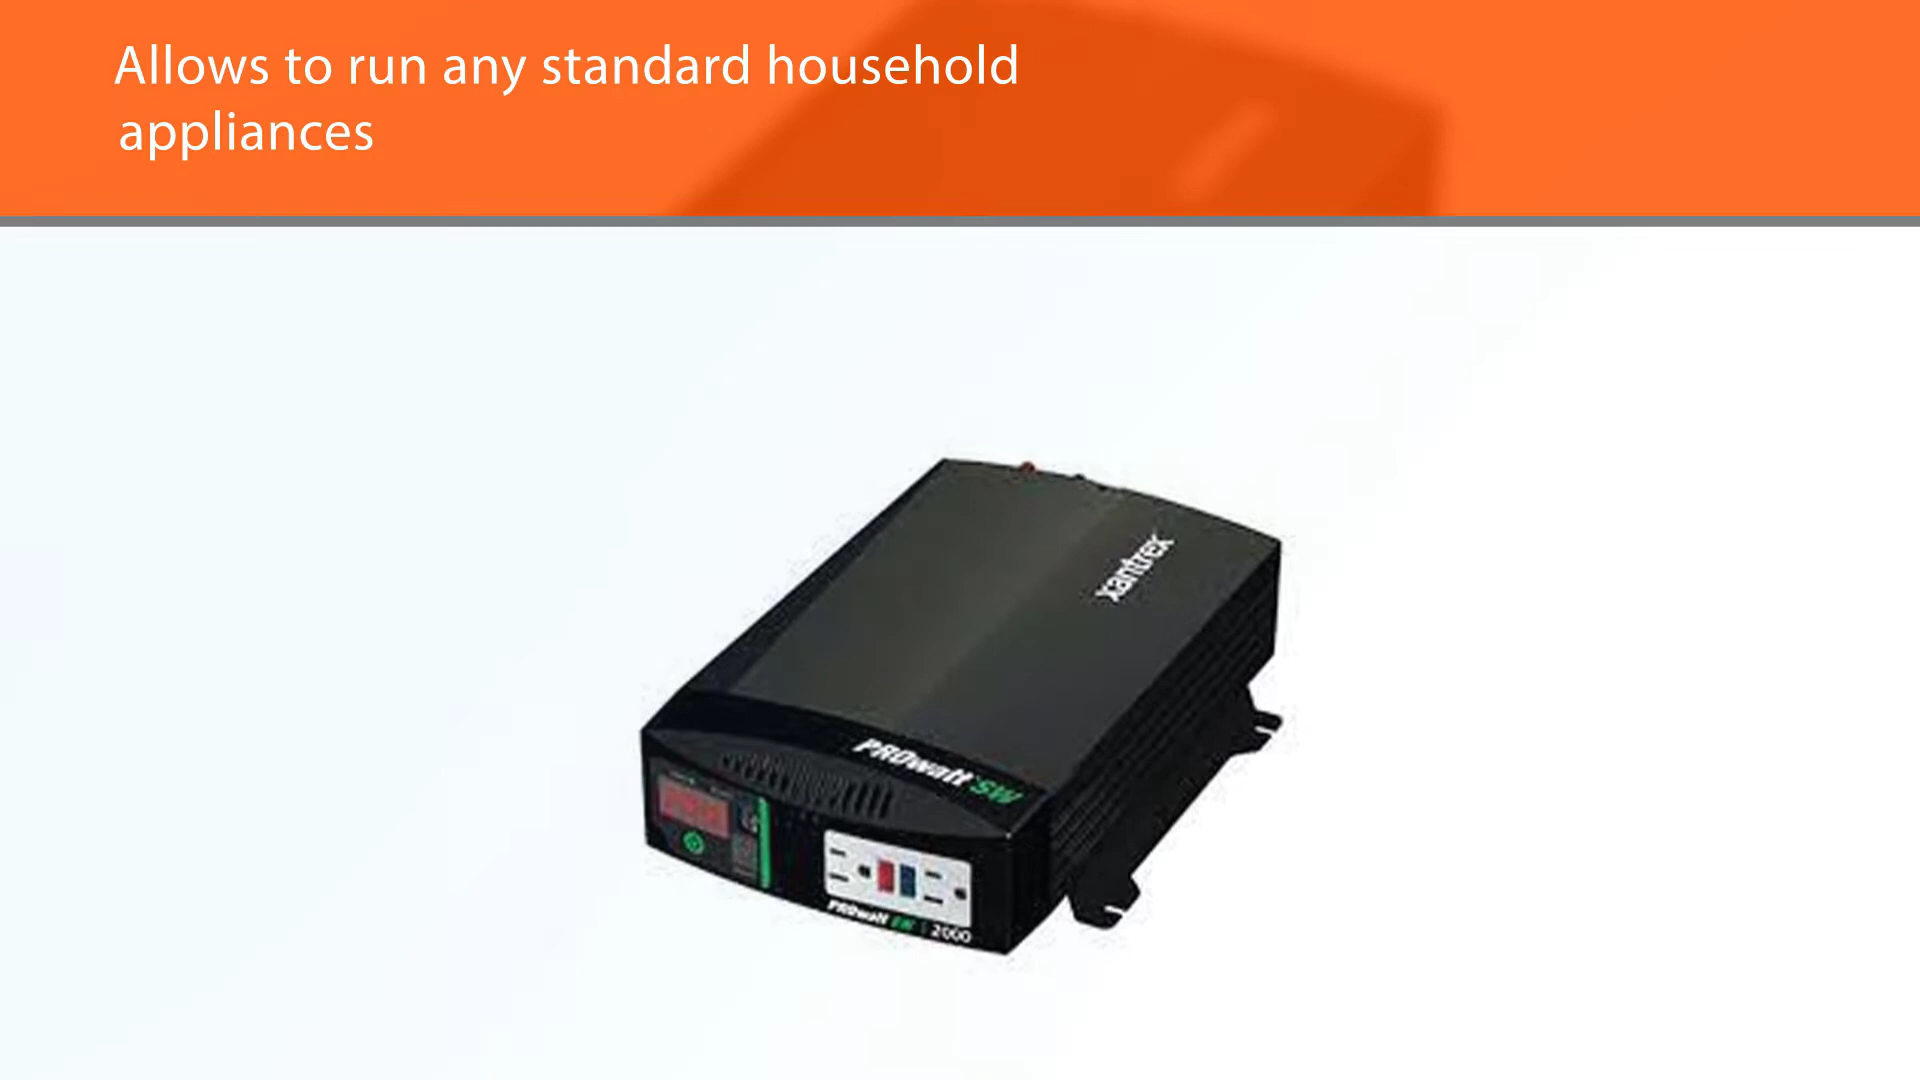 Allows to run any standard household
appliances
xantrex
PROwatt SW
PROwatt SW | 2000